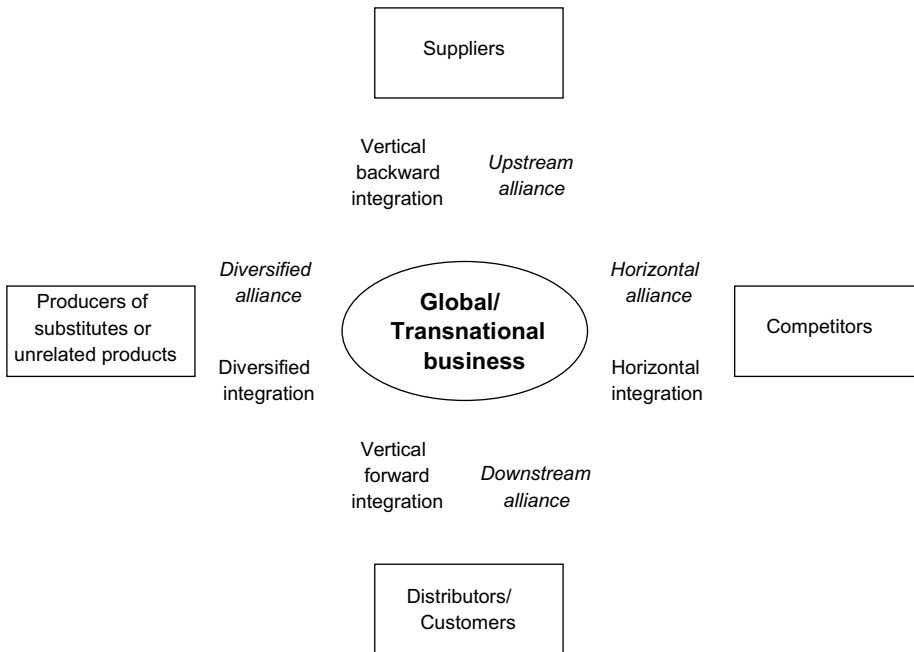 Suppliers
Vertical
backward
integration
Upstream
alliance
Diversified
alliance
Horizontal
alliance
Producers of
substitutes or
unrelated products
Global/
Transnational
business
Competitors
Diversified
integration
Horizontal
integration
Vertical
forward
integration
Downstream
alliance
Distributors/
Customers